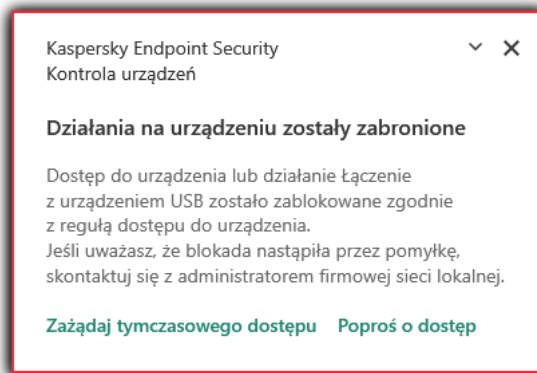 Kaspersky Endpoint Security
Kontrola urządzeń
Działania na urządzeniu zostały zabronione
Dostęp do urządzenia lub działanie Łączenie
z urządzeniem USB zostało zablokowane zgodnie
z regułą dostępu do urządzenia.
Jeśli uważasz, że blokada nastąpiła przez pomyłkę,
skontaktuj się z administratorem firmowej sieci lokalnej.
Zażądaj tymczasowego dostępu Poproś o dostęp